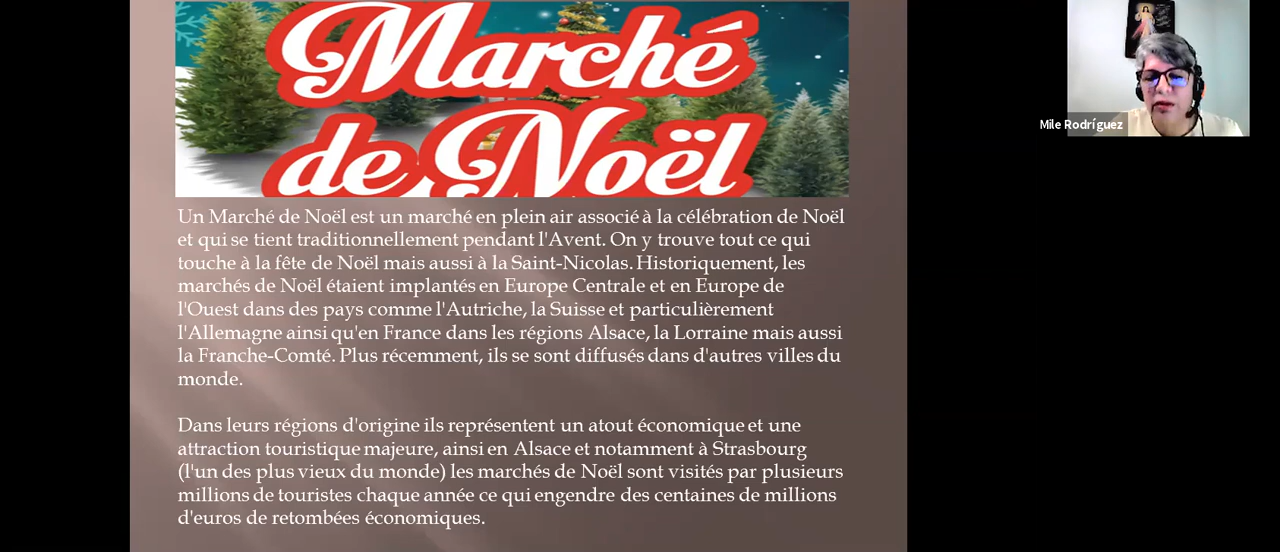 Marché
de Noël
Mile Rodríguez
Un Marché de Noël est un marché en plein air associé à la célébration de Noël
et qui se tient traditionnellement pendant l'Avent. On y trouve tout ce qui
touche à la fête de Noël mais aussi à la Saint-Nicolas. Historiquement, les
marchés de Noël étaient implantés en Europe Centrale et en Europe de
l'Ouest dans des pays comme l'Autriche, la Suisse et particulièrement
l'Allemagne ainsi qu'en France dans les régions Alsace, la Lorraine mais aussi
la Franche-Comté. Plus récemment, ils se sont diffusés dans d'autres villes du
monde.
Dans leurs régions d'origine ils représentent un atout économique et une
attraction touristique majeure, ainsi en Alsace et notamment à Strasbourg
(l'un des plus vieux du monde) les marchés de Noël sont visités par plusieurs
millions de touristes chaque année ce qui engendre des centaines de millions
d'euros de retombées économiques.